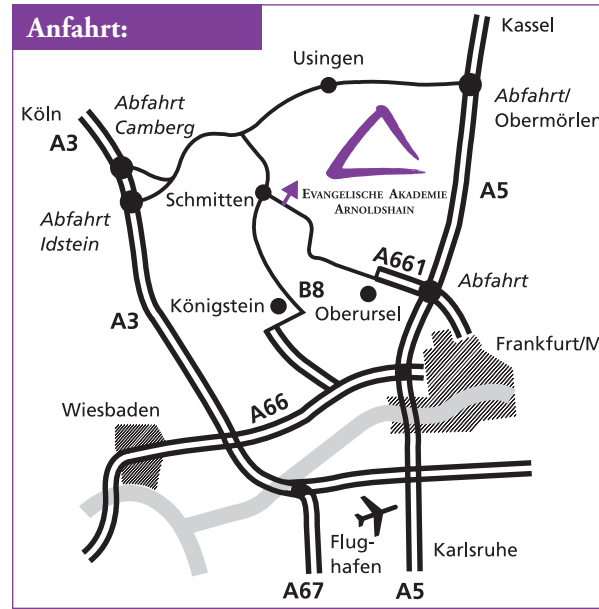 Anfahrt:
Kassel
Usingen
Abfahrt
Camberg
Köln
A3
Abfahrt/
Obermörlen
Schmitten
EVANGELISCHE AKADEMIE
ARNOLDSHAIN
A5
Abfahrt
Idstein
A661
Abfahrt
B8
Königstein
Oberursel
A3
Frankfurt/M
Wiesbaden
A66
Flug-
hafen
Karlsruhe
A67
A5